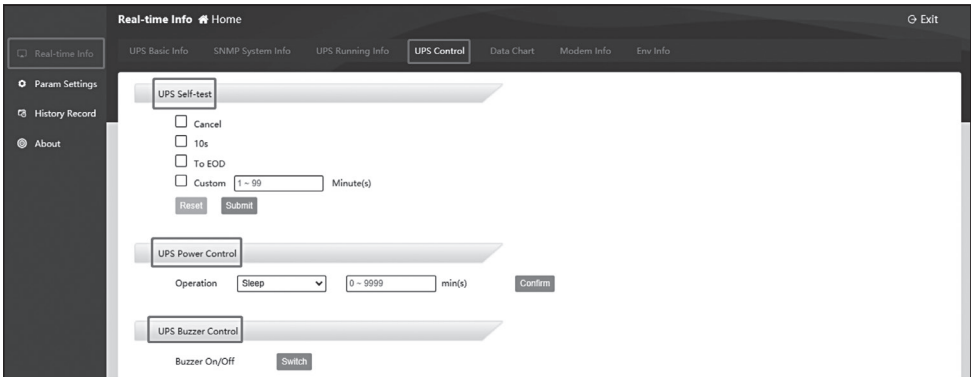 Real-time Info Home Exit
Real-time Info
UPS Basic Info SNMP System Info UPS Running Info UPS Control Data Chart Modem Info Env Info
Param Settings
History Record
About
UPS Self-test
Cancel
10s
To EOD
Custom 1 ~ 99 Minute(s)
Reset Submit
UPS Power Control
Operation Sleep 0 ~ 9999 min(s) Confirm
UPS Buzzer Control
Buzzer On/Off Switch